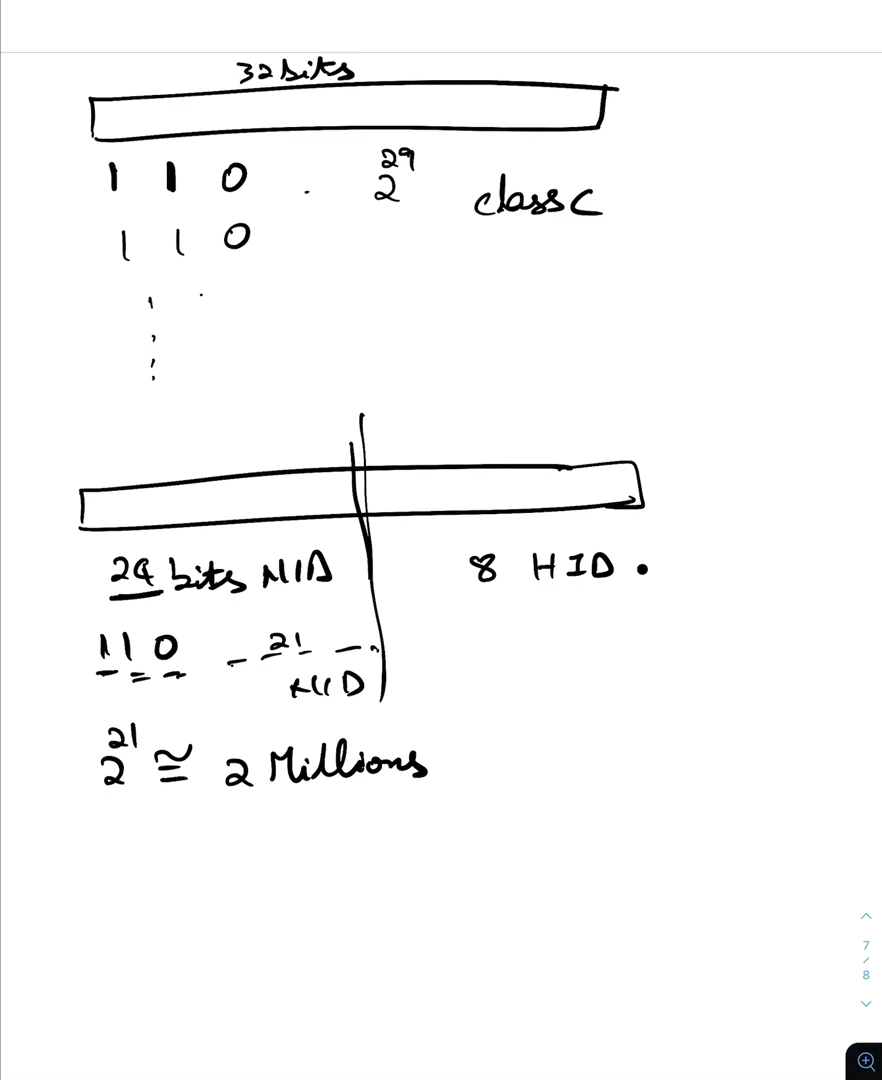 32 bits
1 1 0 . 2^29 class C
1 1 0
24 bits NID 8 HID .
1 1 0 - 21 - .
NID
2^21 ≅ 2 Millions
7
/
8